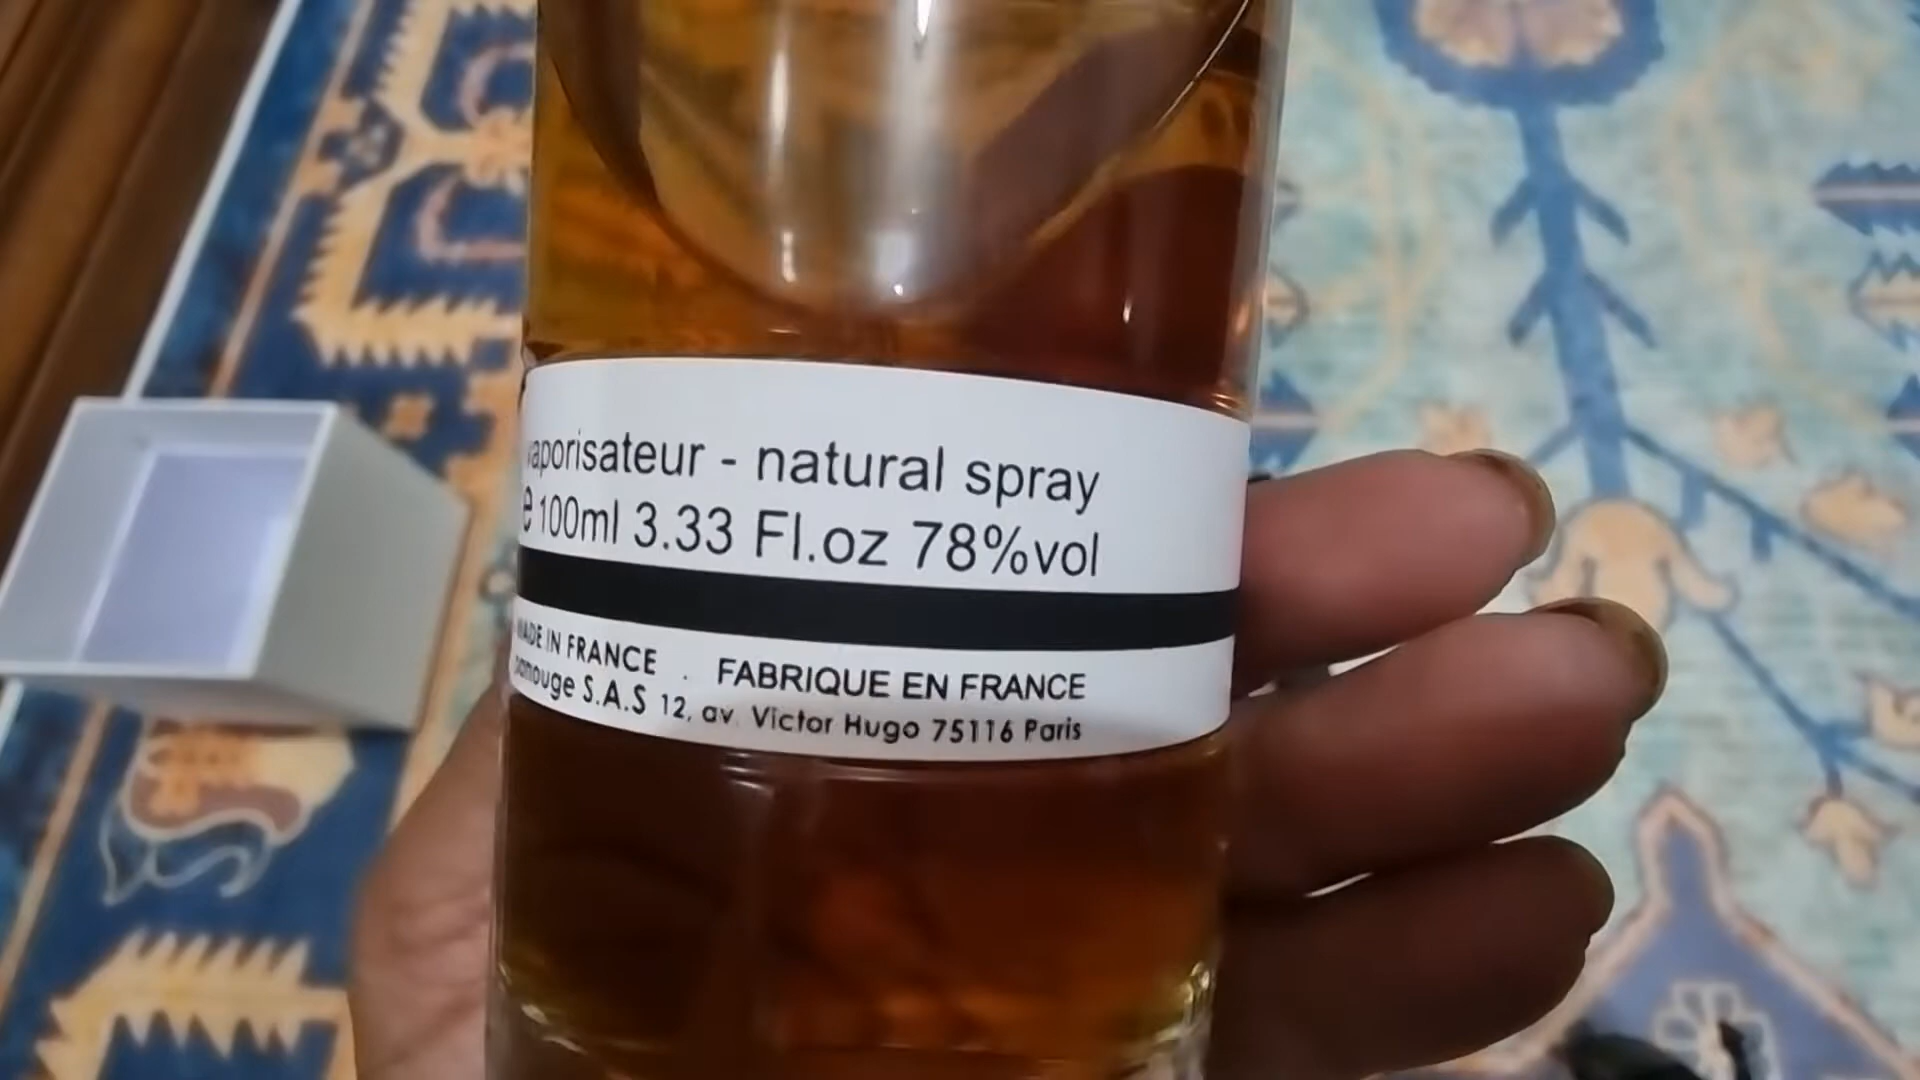 vaporisateur - natural spray
e 100ml 3.33 Fl.oz 78%vol
MADE IN FRANCE . FABRIQUE EN FRANCE
S.A.S 12, av. Victor Hugo 75116 Paris